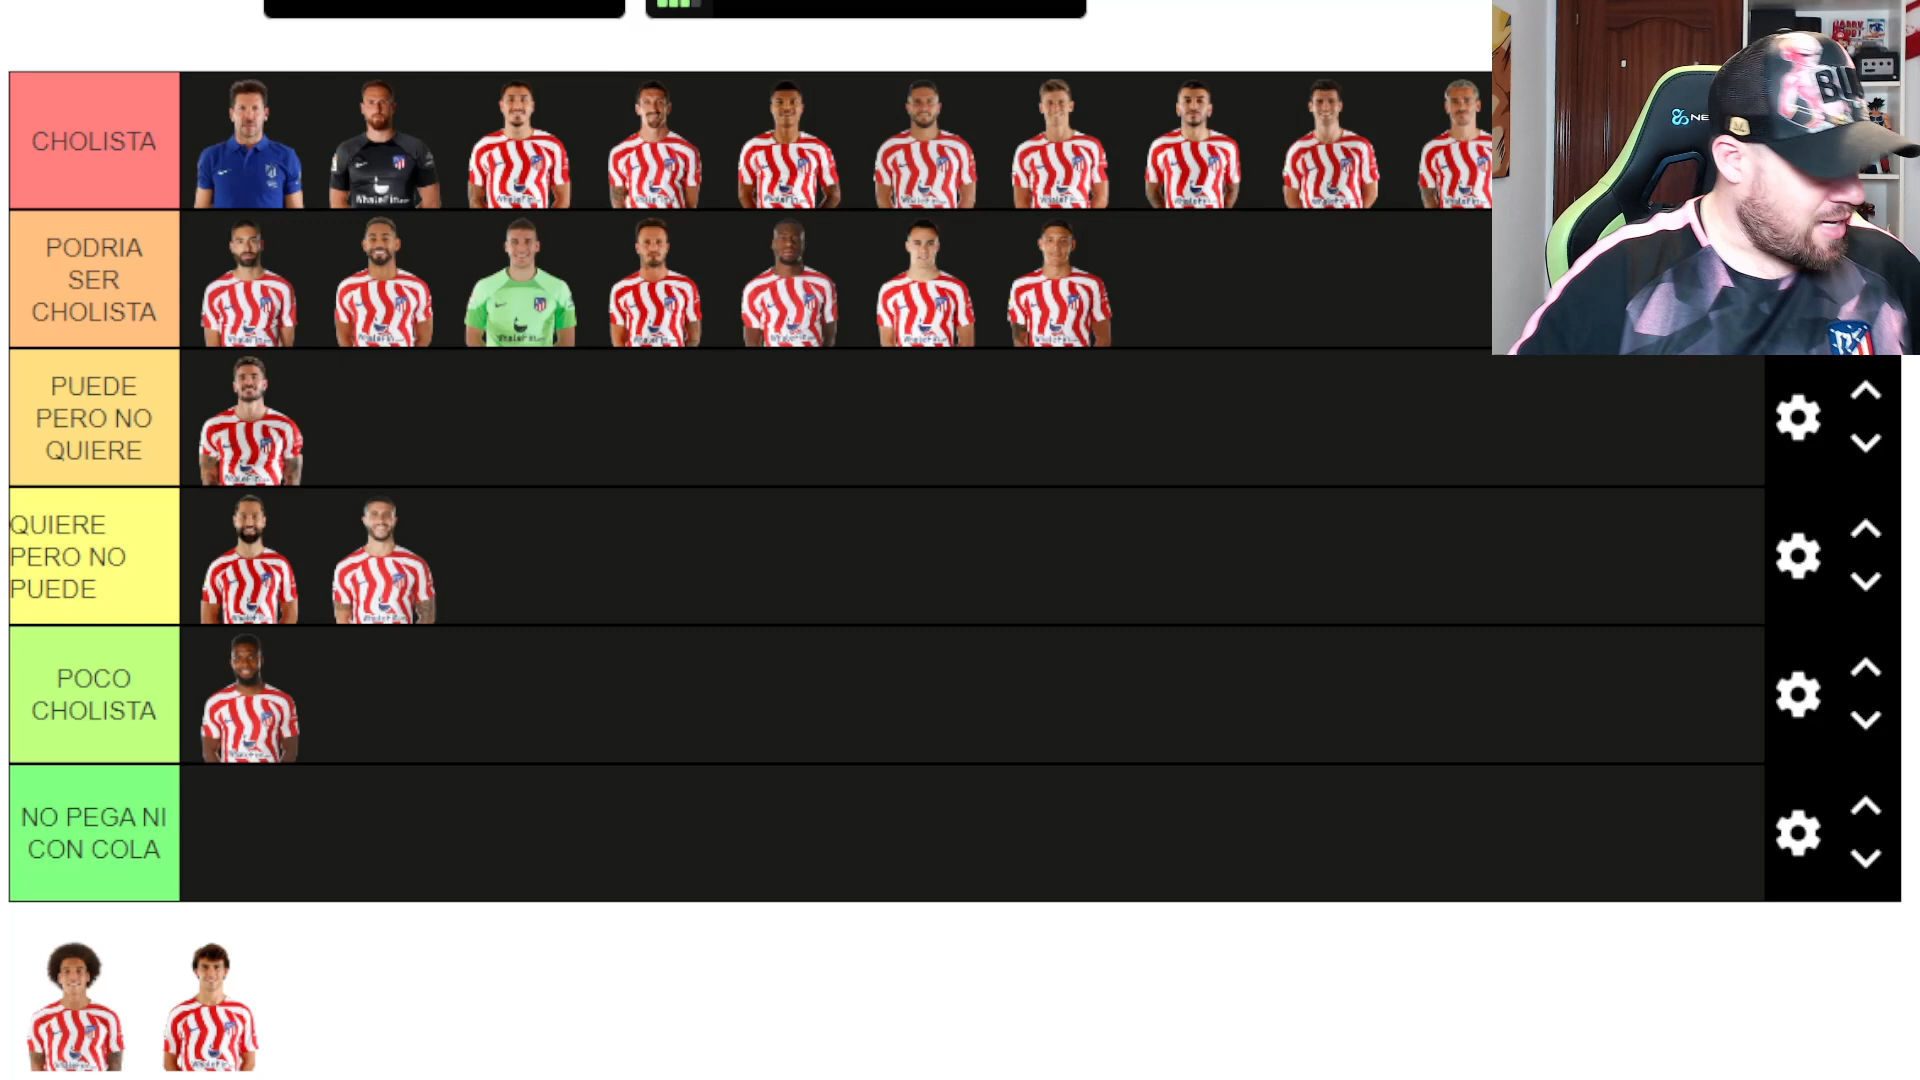 CHOLISTA
PODRIA
SER
CHOLISTA
PUEDE
PERO NO
QUIERE
QUIERE
PERO NO
PUEDE
POCO
CHOLISTA
NO PEGA NI
CON COLA
NE